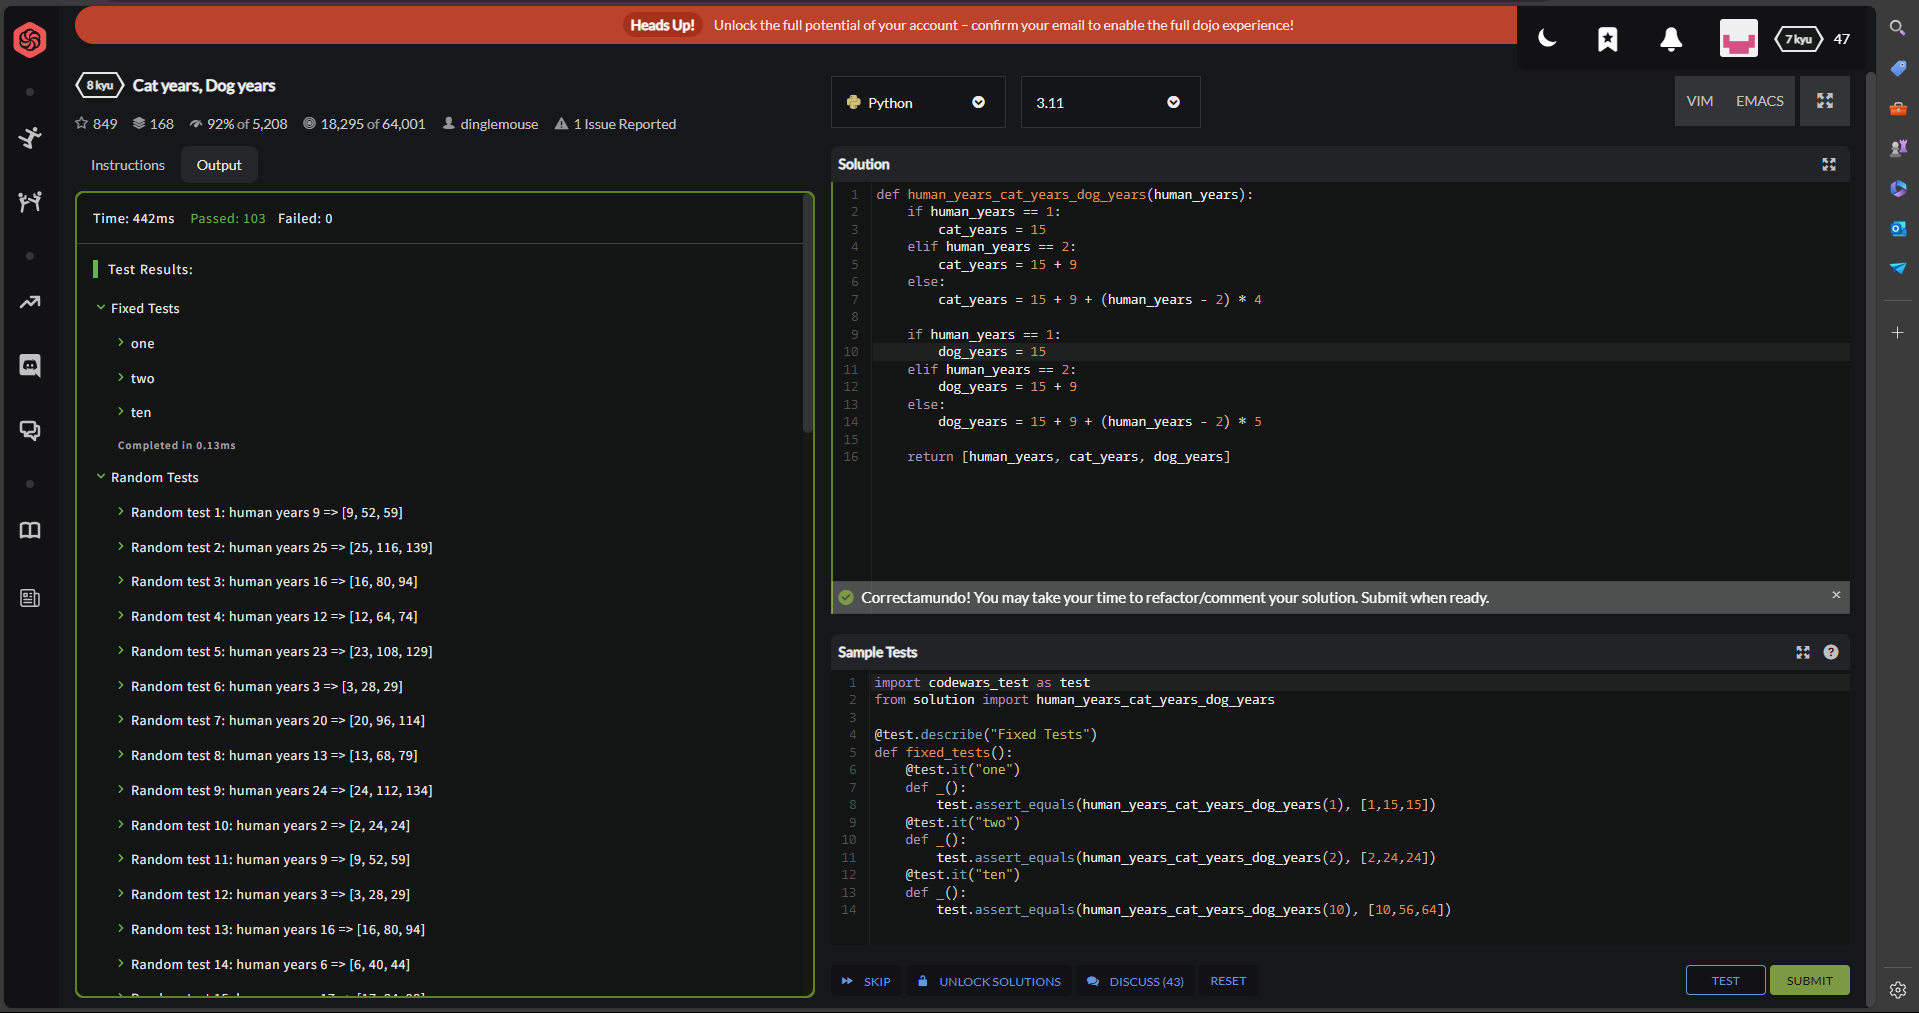 Heads Up! Unlock the full potential of your account – confirm your email to enable the full dojo experience!
7 kyu 47
8 kyu Cat years, Dog years
849 168 92% of 5,208 18,295 of 64,001 dinglemouse 1 Issue Reported
Python
3.11
VIM EMACS
Instructions Output
Time: 442ms Passed: 103 Failed: 0
Test Results:
Fixed Tests
one
two
ten
Completed in 0.13ms
Random Tests
Random test 1: human years 9 => [9, 52, 59]
Random test 2: human years 25 => [25, 116, 139]
Random test 3: human years 16 => [16, 80, 94]
Random test 4: human years 12 => [12, 64, 74]
Random test 5: human years 23 => [23, 108, 129]
Random test 6: human years 3 => [3, 28, 29]
Random test 7: human years 20 => [20, 96, 114]
Random test 8: human years 13 => [13, 68, 79]
Random test 9: human years 24 => [24, 112, 134]
Random test 10: human years 2 => [2, 24, 24]
Random test 11: human years 9 => [9, 52, 59]
Random test 12: human years 3 => [3, 28, 29]
Random test 13: human years 16 => [16, 80, 94]
Random test 14: human years 6 => [6, 40, 44]
Solution
1 def human_years_cat_years_dog_years(human_years):
2     if human_years == 1:
3         cat_years = 15
4     elif human_years == 2:
5         cat_years = 15 + 9
6     else:
7         cat_years = 15 + 9 + (human_years - 2) * 4
8
9     if human_years == 1:
10         dog_years = 15
11     elif human_years == 2:
12         dog_years = 15 + 9
13     else:
14         dog_years = 15 + 9 + (human_years - 2) * 5
15
16     return [human_years, cat_years, dog_years]
Correctamundo! You may take your time to refactor/comment your solution. Submit when ready. ×
Sample Tests ?
1 import codewars_test as test
2 from solution import human_years_cat_years_dog_years
3
4 @test.describe("Fixed Tests")
5 def fixed_tests():
6     @test.it("one")
7     def _():
8         test.assert_equals(human_years_cat_years_dog_years(1), [1,15,15])
9     @test.it("two")
10     def _():
11         test.assert_equals(human_years_cat_years_dog_years(2), [2,24,24])
12     @test.it("ten")
13     def _():
14         test.assert_equals(human_years_cat_years_dog_years(10), [10,56,64])
SKIP UNLOCK SOLUTIONS DISCUSS (43) RESET TEST SUBMIT